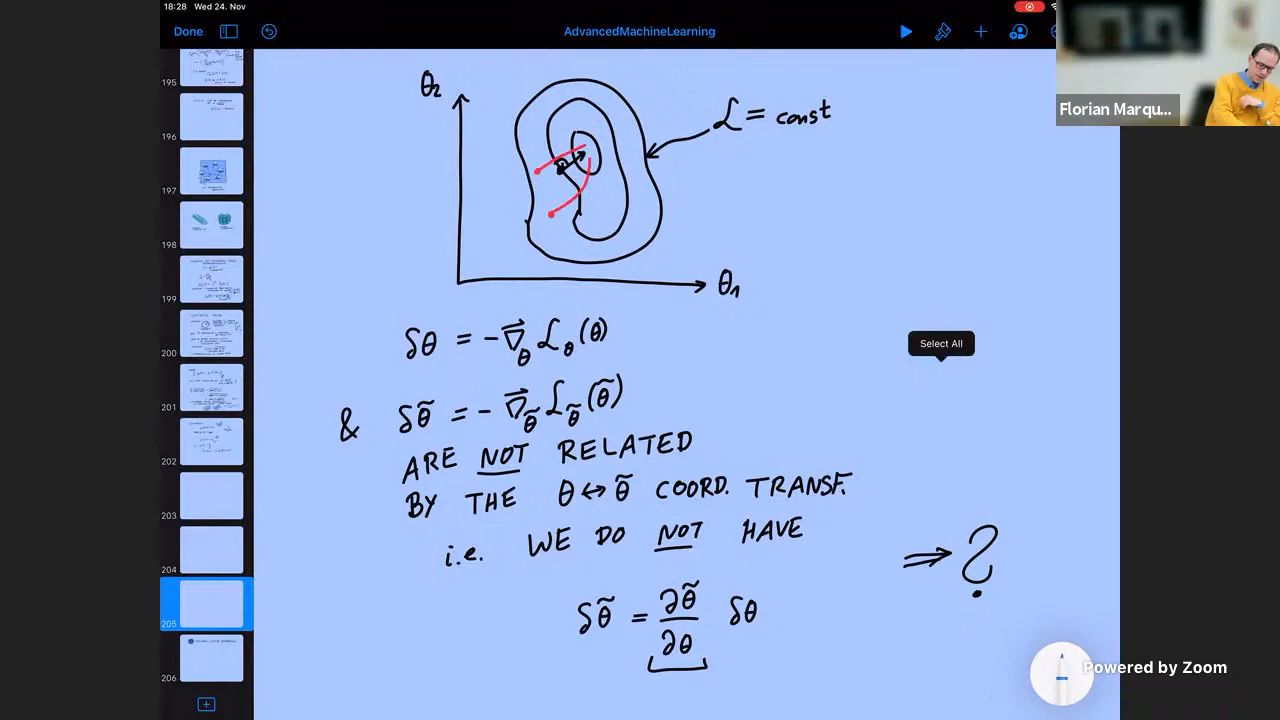 18:28 Wed 24. Nov
Done
AdvancedMachineLearning
Florian Marqu...
195
196
197
198
199
200
201
202
203
204
205
206
θ2
L = const
θ1
δθ = -∇⃗_θ L_θ(θ)
Select All
& δθ̃ = -∇⃗_θ̃ L_θ̃(θ̃)
ARE NOT RELATED
BY THE θ↔θ̃ COORD. TRANSF.
i.e. WE DO NOT HAVE
⇒ ?
δθ̃ = ∂θ̃/∂θ δθ
Powered by Zoom